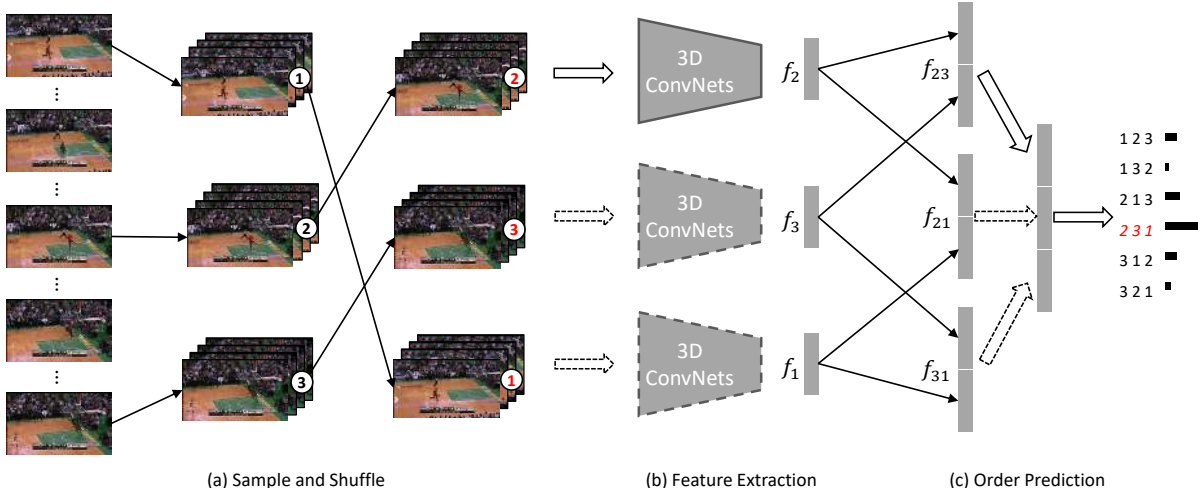 1
2
3
2
3
1
3D
ConvNets
3D
ConvNets
3D
ConvNets
f₂
f₃
f₁
f₂₃
f₂₁
f₃₁
1 2 3
1 3 2
2 1 3
2 3 1
3 1 2
3 2 1
(a) Sample and Shuffle
(b) Feature Extraction
(c) Order Prediction